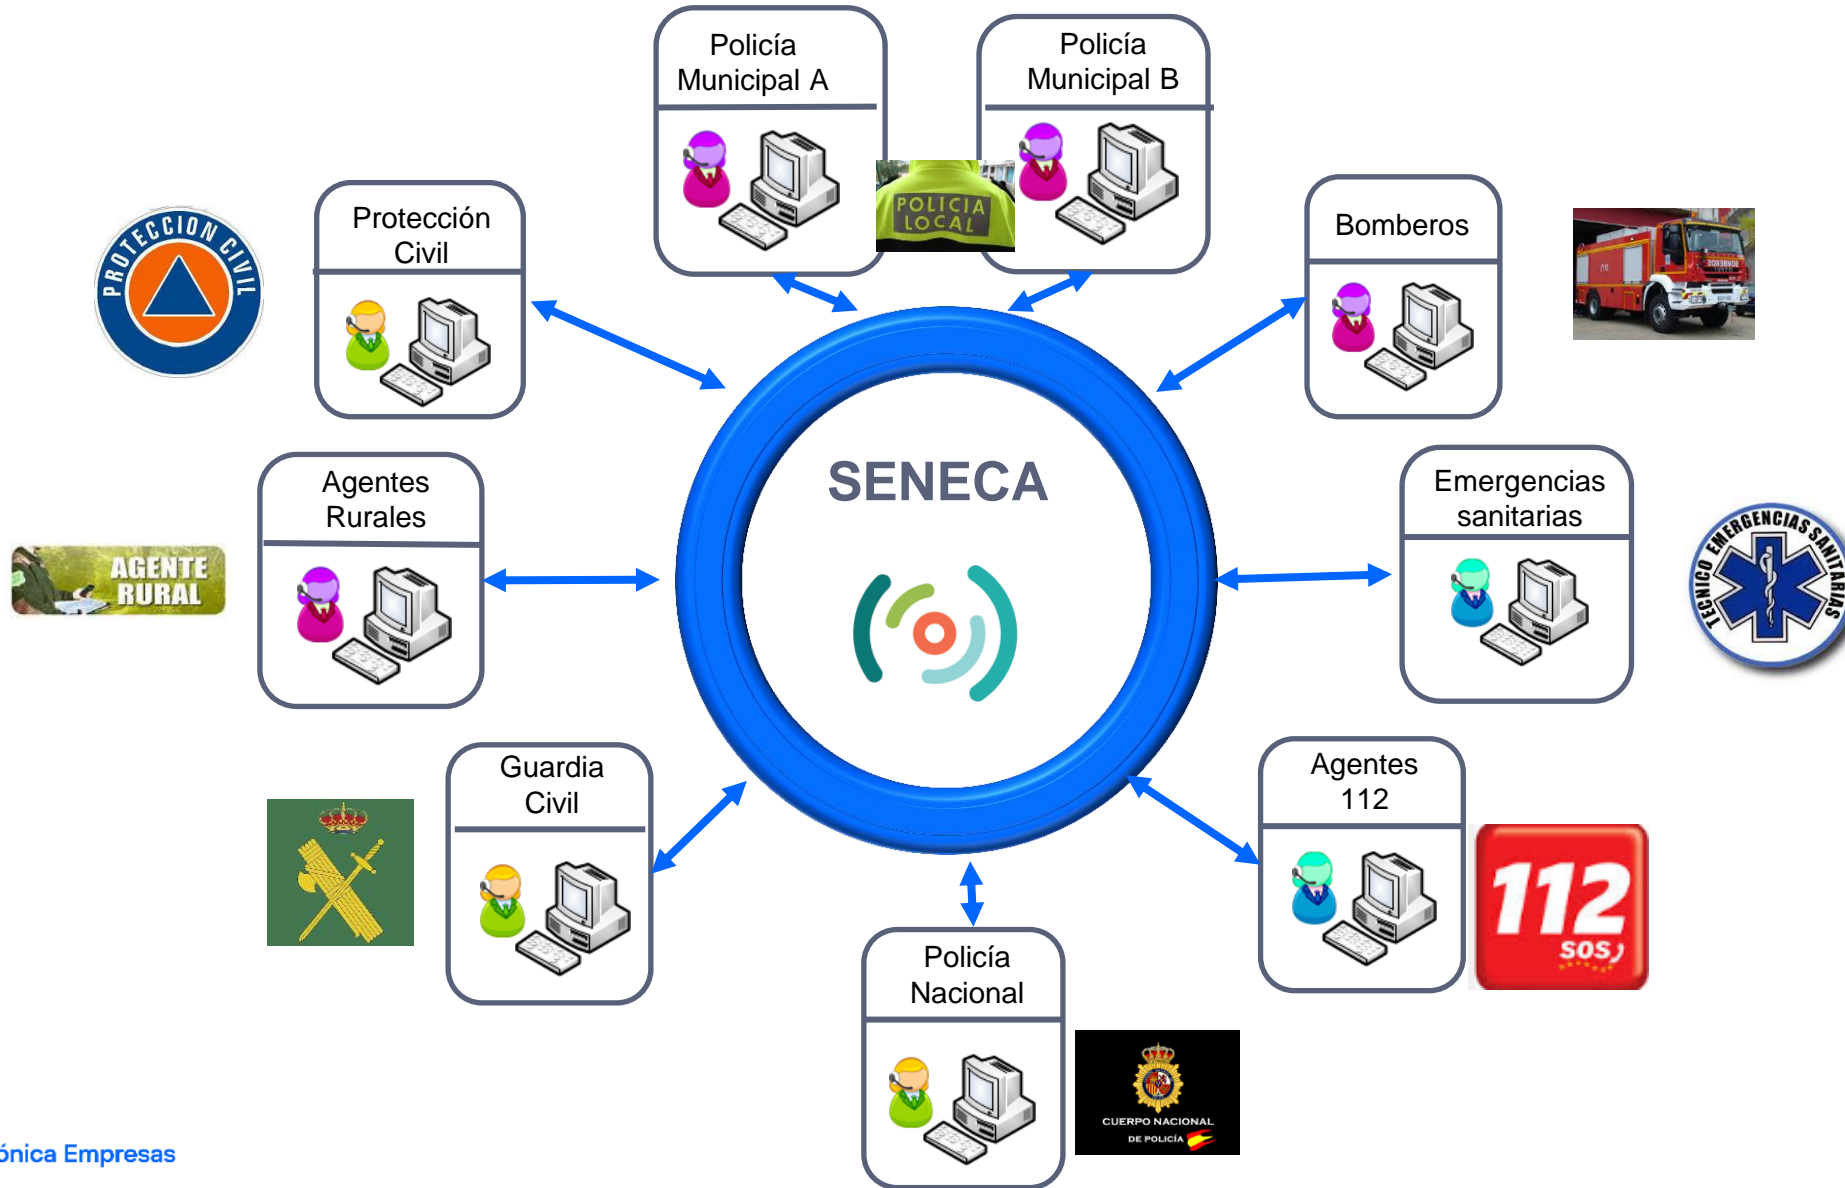 Policía
Municipal A
Policía
Municipal B
POLICIA
LOCAL
Protección
Civil
PROTECCION CIVIL
Bomberos
BOMBEROS
Agentes
Rurales
AGENTE
RURAL
SENECA
Emergencias
sanitarias
TECNICO EMERGENCIAS SANITARIAS
Guardia
Civil
Agentes
112
112
SOS
Policía
Nacional
CUERPO NACIONAL
DE POLICÍA
ónica Empresas